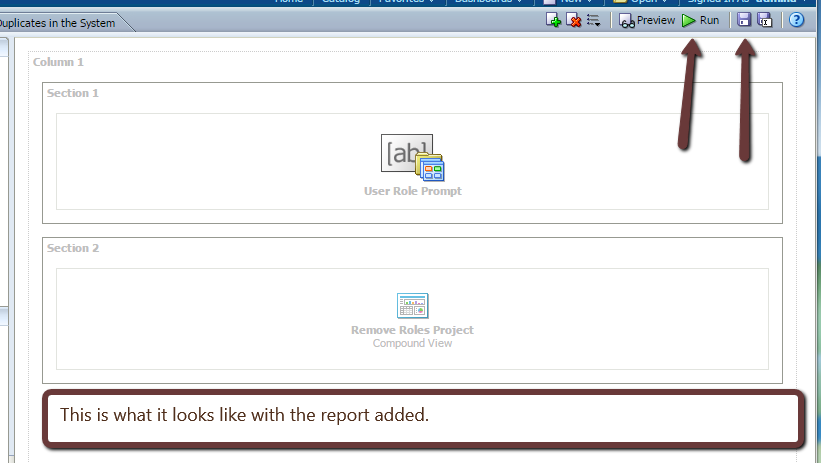 Home Catalog Favorites Dashboards New Open Signed In As
Duplicates in the System
Preview Run
Column 1
Section 1
[ab]
User Role Prompt
Section 2
Remove Roles Project
Compound View
This is what it looks like with the report added.